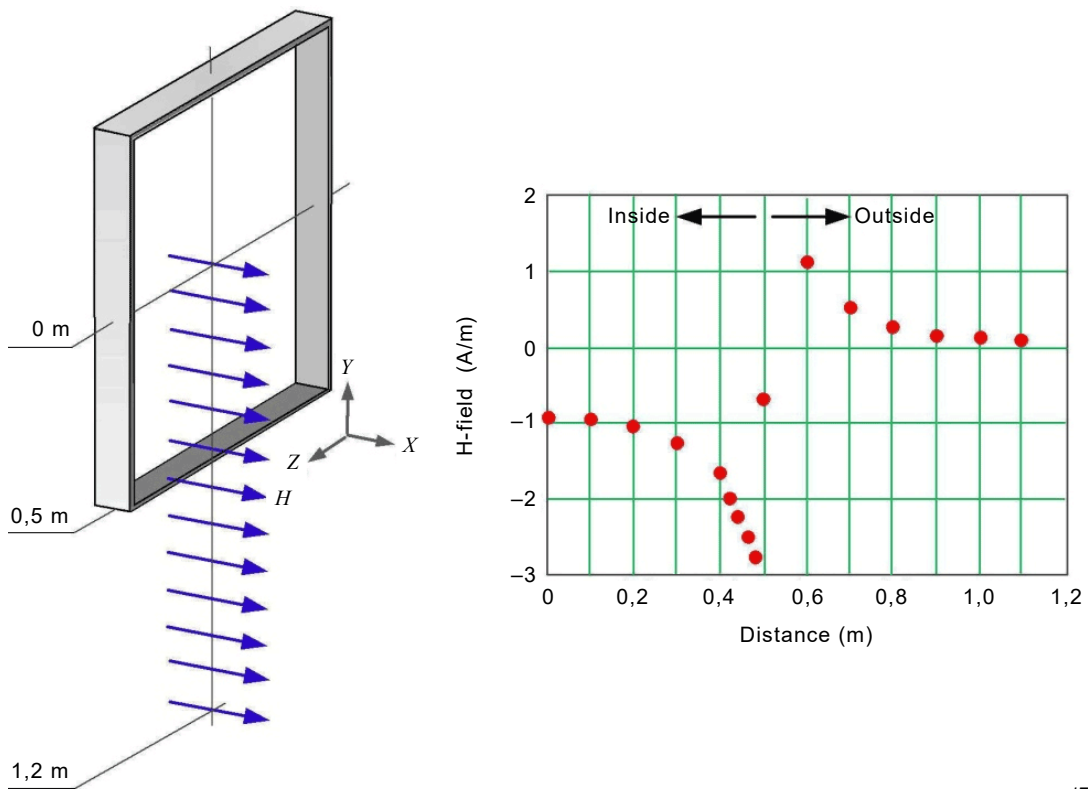 0 m
0,5 m
1,2 m
Y
X
Z
H
2
1
0
–1
–2
–3
Inside
Outside
H-field (A/m)
0
0,2
0,4
0,6
0,8
1,0
1,2
Distance (m)